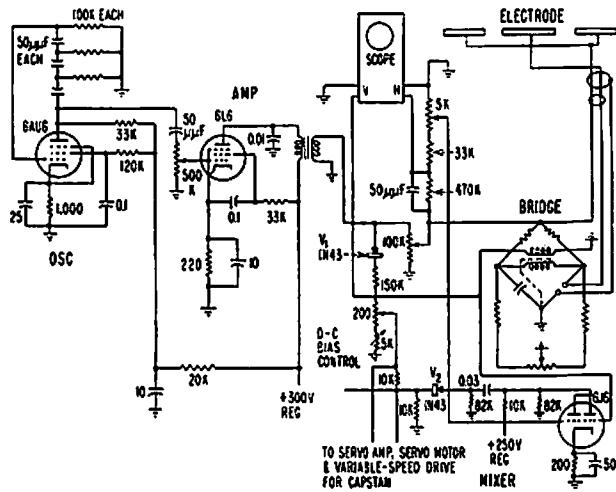 100K EACH
50μμF
EACH
6AU6
33K
120K
25
1,000
0.1
OSC
10
20K
50
μμF
500
K
AMP
6L6
0.01
0.1
33K
220
10
+300V
REG
600
SCOPE
V
H
5K
33K
470K
50μμF
100K
V₁
1N43
150K
200
D-C
BIAS
CONTROL
5K
10K
10K
V₂
1N43
0.03
82K
10K
82K
+250V
REG
6J6
200
50
MIXER
TO SERVO AMP, SERVO MOTOR
& VARIABLE-SPEED DRIVE
FOR CAPSTAN
ELECTRODE
BRIDGE